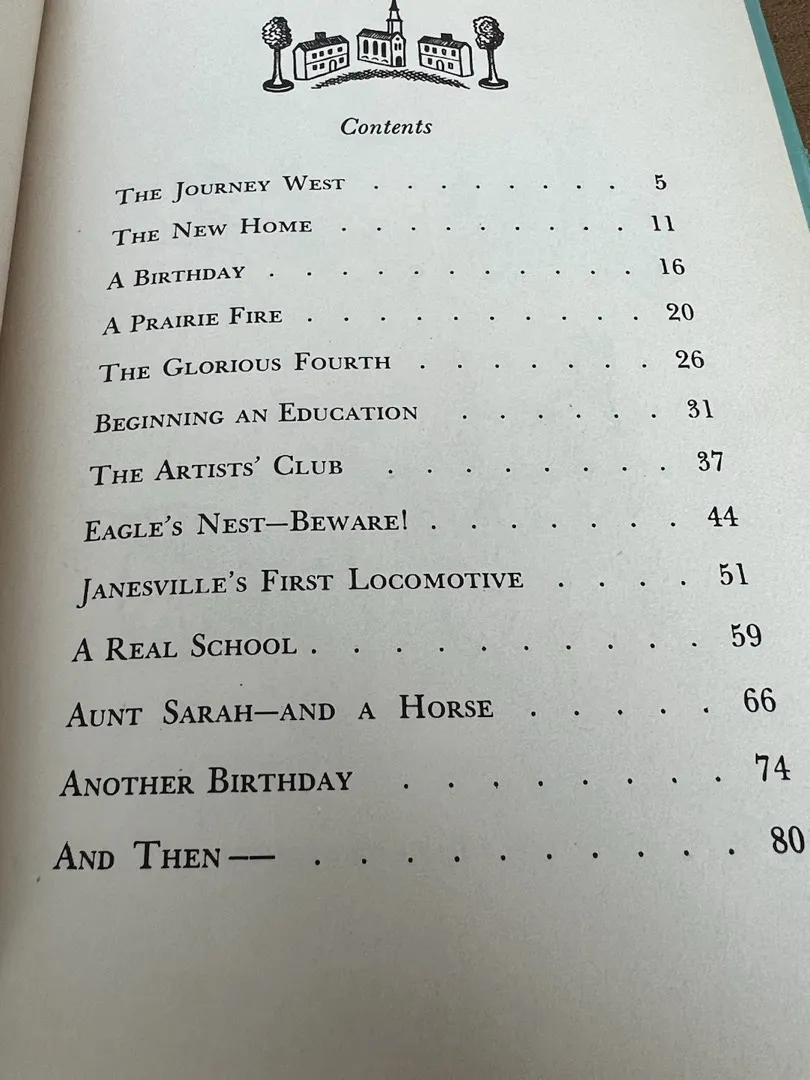 Contents
The Journey West . . . . . . . . 5
The New Home . . . . . . . . . 11
A Birthday . . . . . . . . . . . 16
A Prairie Fire . . . . . . . . . . 20
The Glorious Fourth . . . . . . . 26
Beginning an Education . . . . . . 31
The Artists' Club . . . . . . . . 37
Eagle's Nest—Beware! . . . . . . . 44
Janesville's First Locomotive . . . . 51
A Real School . . . . . . . . . . 59
Aunt Sarah—and a Horse . . . . . 66
Another Birthday . . . . . . . . 74
And Then—— . . . . . . . . . . . 80